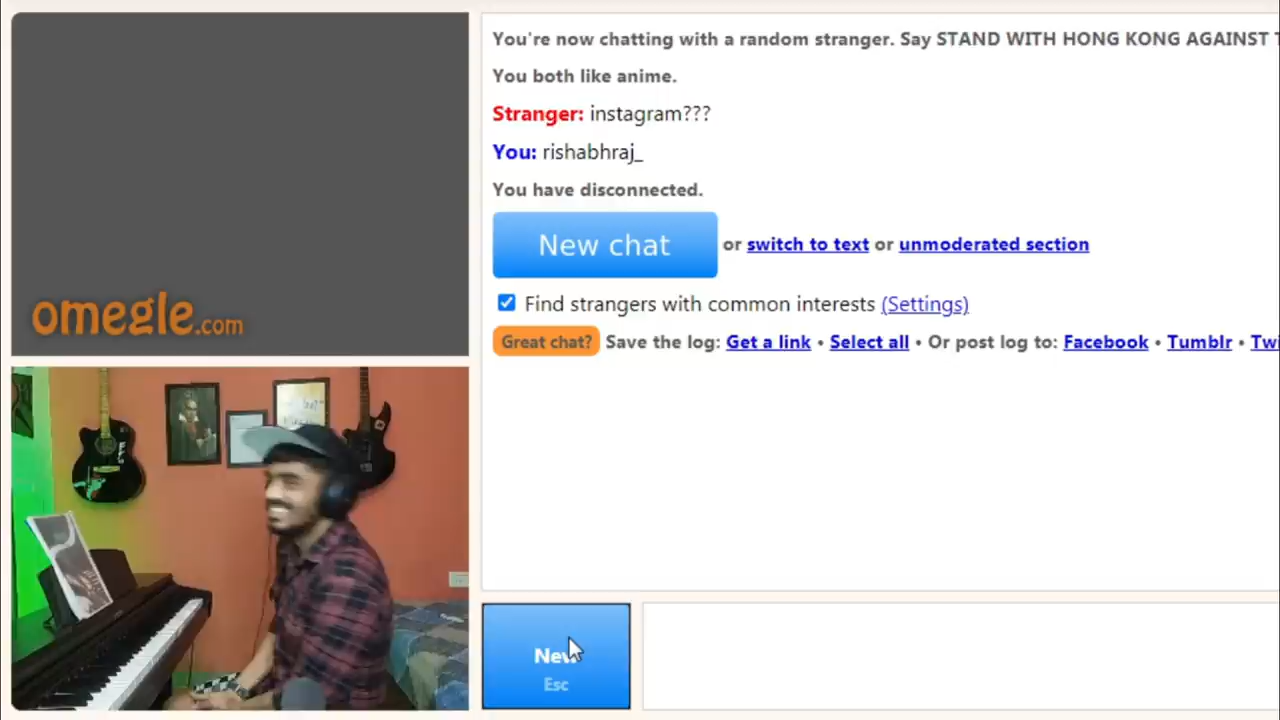 You're now chatting with a random stranger. Say STAND WITH HONG KONG AGAINST
You both like anime.
Stranger: instagram???
You: rishabhraj_
You have disconnected.
New chat or switch to text or unmoderated section
Find strangers with common interests (Settings)
Great chat? Save the log: Get a link • Select all • Or post log to: Facebook • Tumblr •
omegle.com
New
Esc